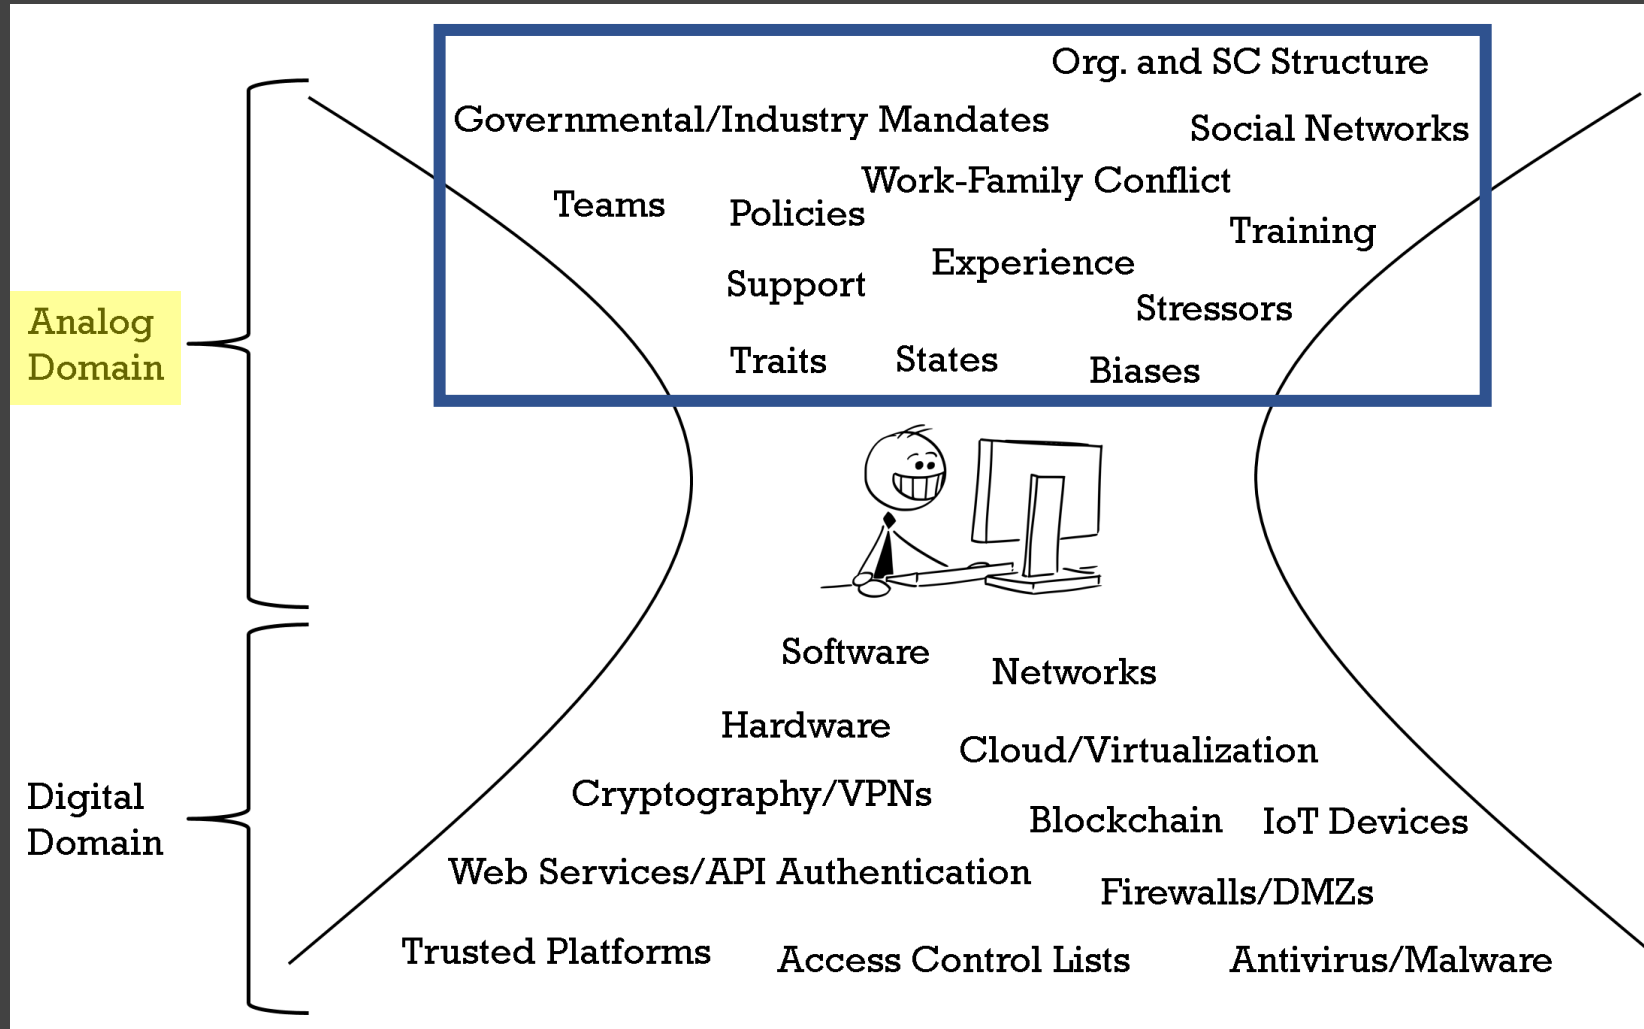 Org. and SC Structure
Governmental/Industry Mandates
Social Networks
Work-Family Conflict
Teams
Policies
Training
Experience
Support
Stressors
Analog
Domain
Traits
States
Biases
Software
Networks
Hardware
Cloud/Virtualization
Digital
Domain
Cryptography/VPNs
Blockchain
IoT Devices
Web Services/API Authentication
Firewalls/DMZs
Trusted Platforms
Access Control Lists
Antivirus/Malware